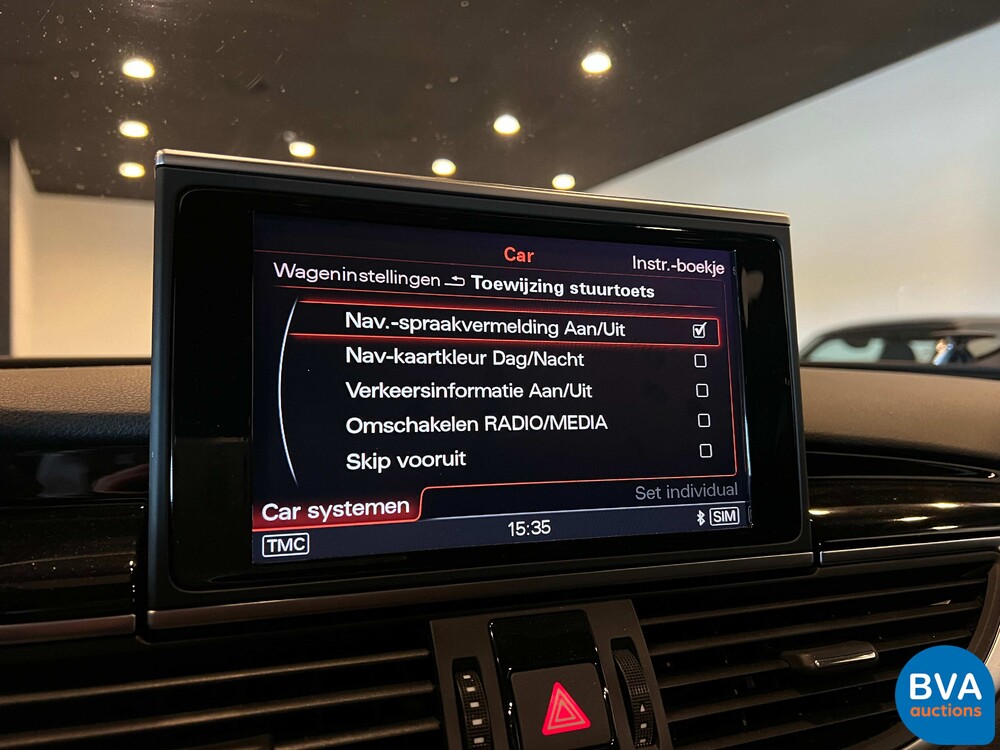 Car
Instr.-boekje
Wageninstellingen Toewijzing stuurtoets
Nav.-spraakvermelding Aan/Uit
Nav-kaartkleur Dag/Nacht
Verkeersinformatie Aan/Uit
Omschakelen RADIO/MEDIA
Skip vooruit
Set individual
Car systemen
15:35
SIM
TMC
BVA
auctions